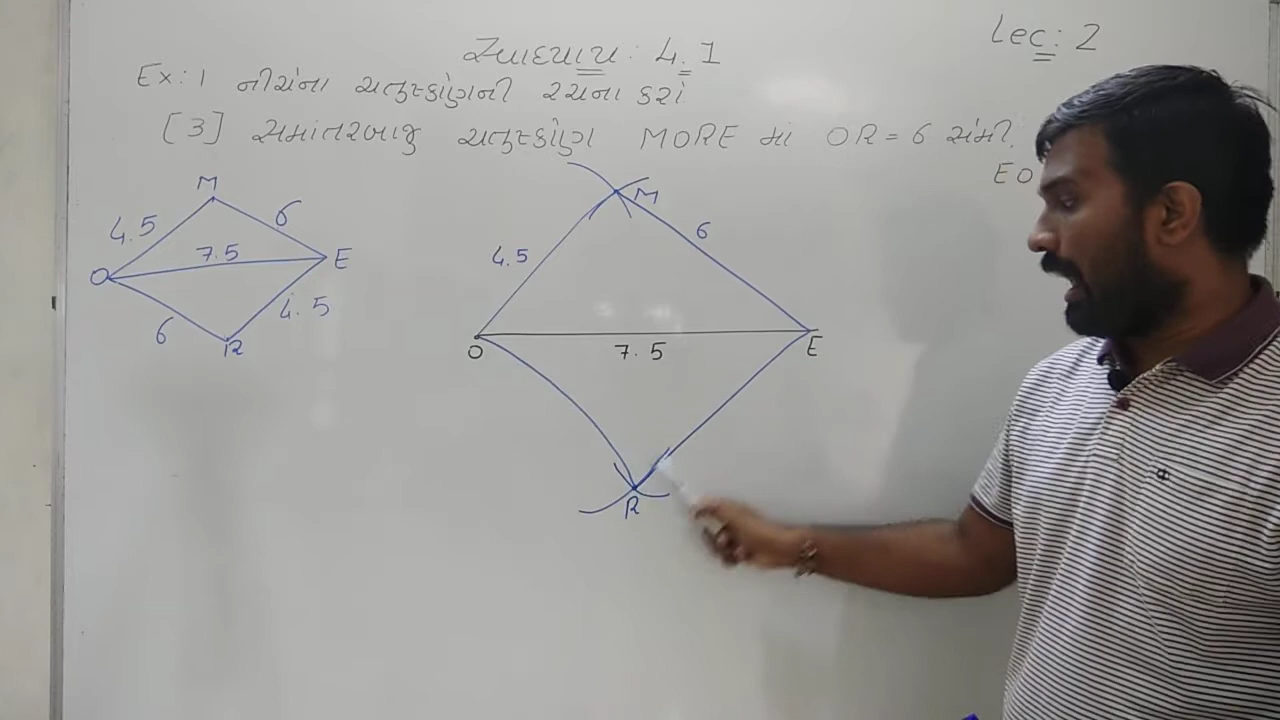 Lec: 2
સ્વાધ્યાય: 4.1
Ex: 1 નીચેના ચતુષ્કોણની રચના કરો
[3] સમાંતરબાજુ ચતુષ્કોણ MORE માં OR = 6 સેમી,
EO
M
4.5
6
7.5
O
E
6
4.5
R
M
4.5
6
O
7.5
E
R